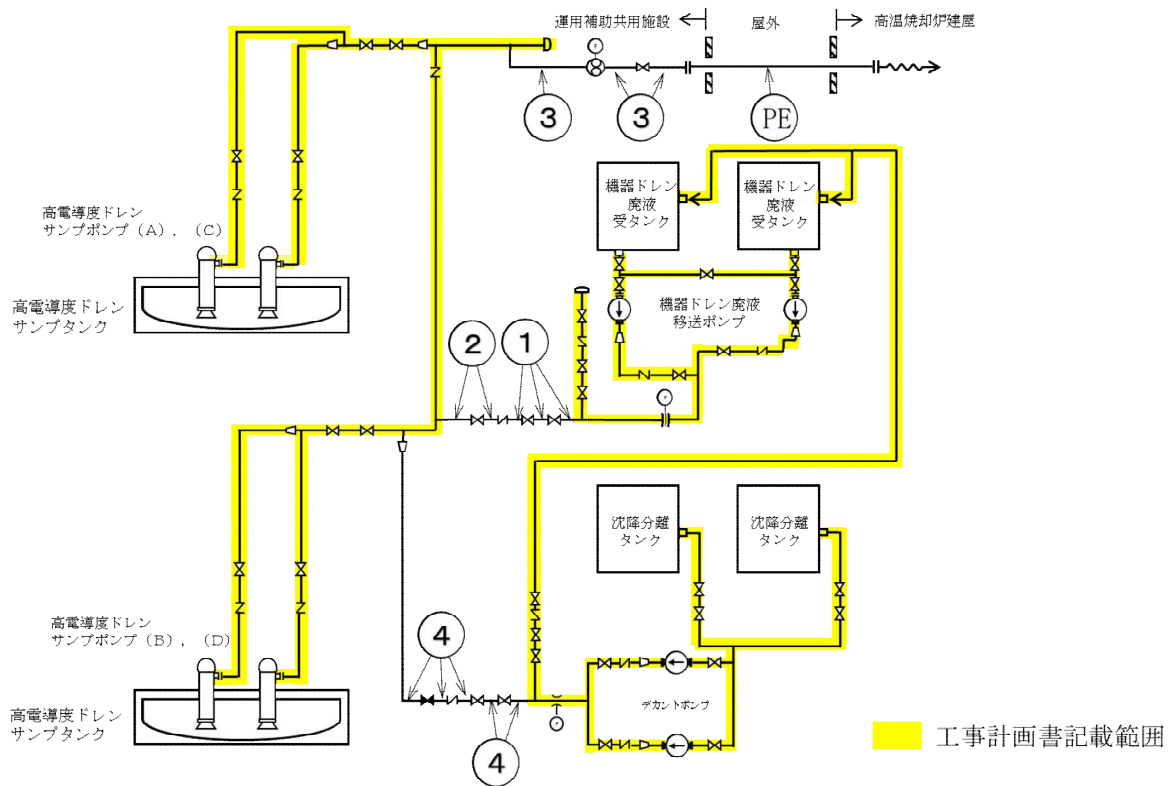 運用補助共用施設
屋外
高温焼却炉建屋
③
③
PE
機器ドレン
廃液
受タンク
機器ドレン
廃液
受タンク
高電導度ドレン
サンプポンプ(A),(C)
高電導度ドレン
サンプタンク
機器ドレン廃液
移送ポンプ
②
①
沈降分離
タンク
沈降分離
タンク
高電導度ドレン
サンプポンプ(B),(D)
④
高電導度ドレン
サンプタンク
デカントポンプ
④
工事計画書記載範囲